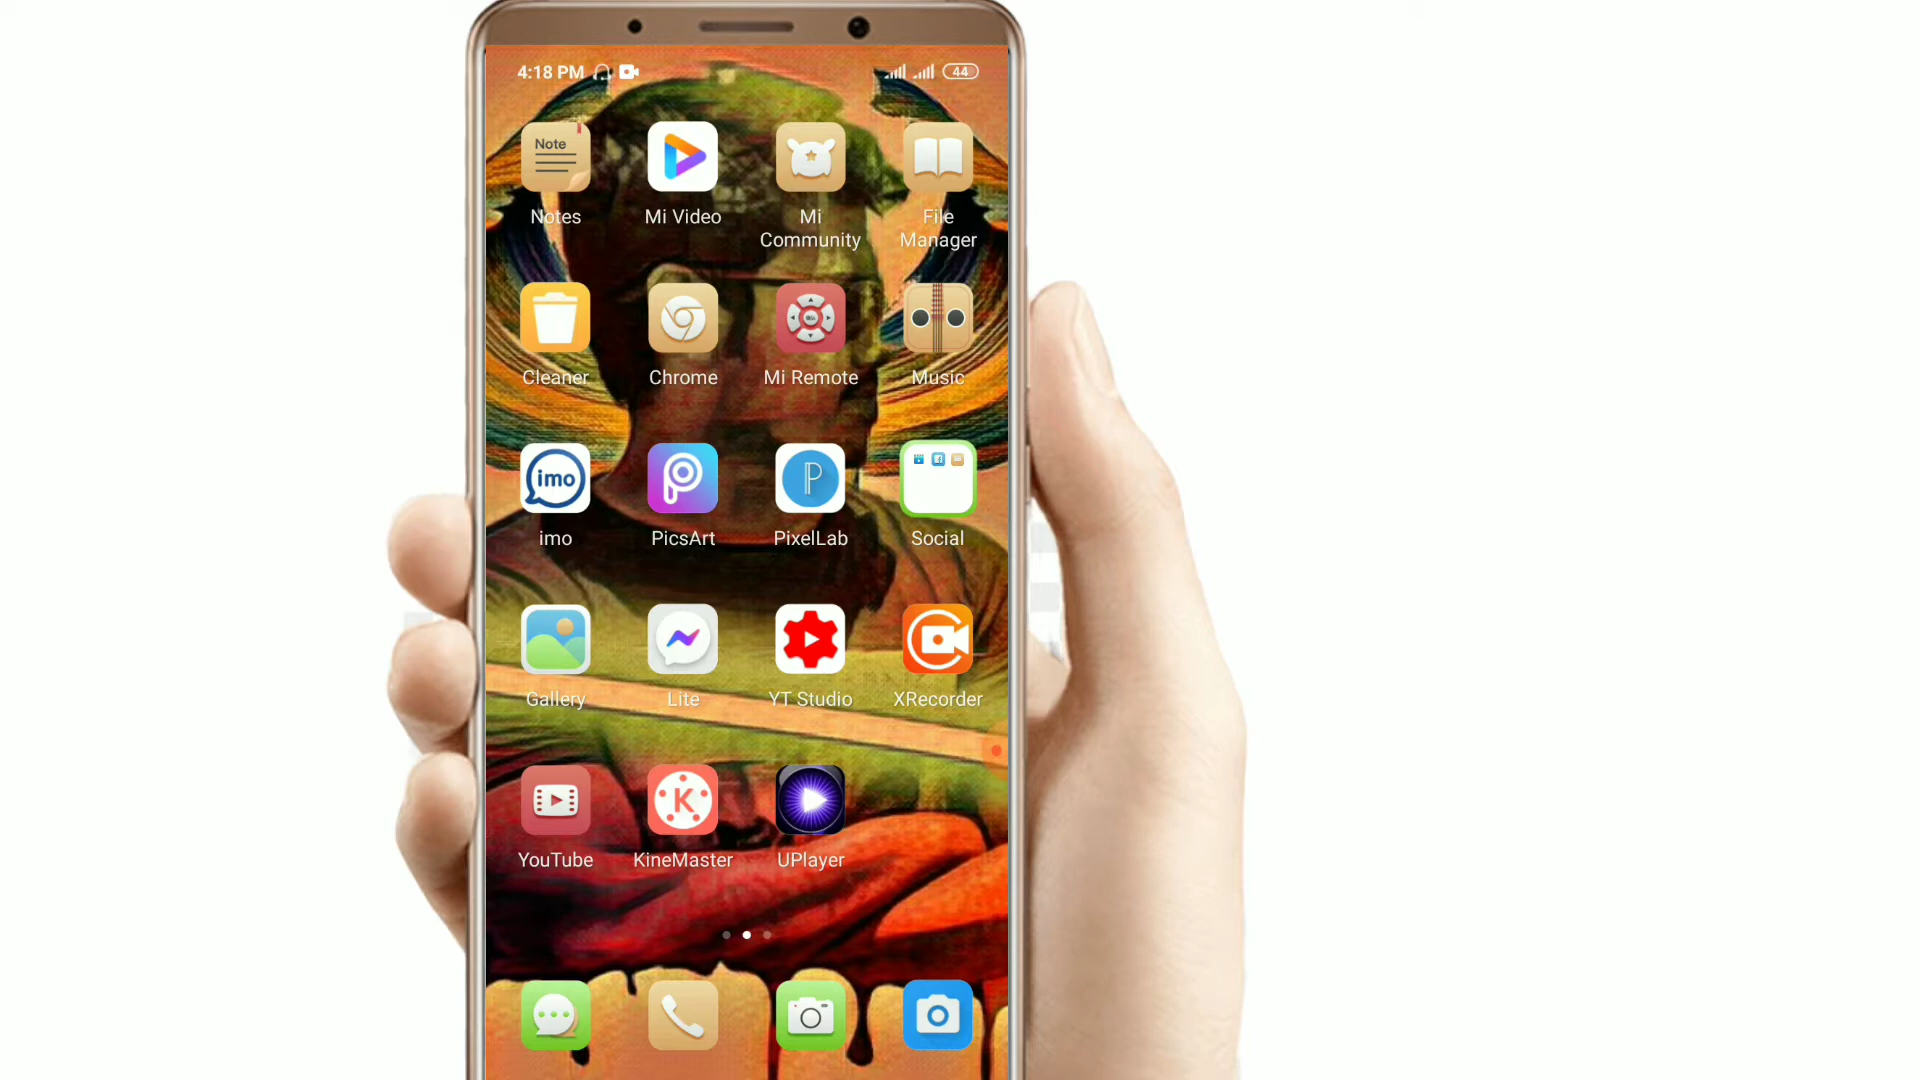 4:18 PM
44
Note
Notes
Mi Video
Mi
Community
File
Manager
Cleaner
Chrome
Mi Remote
Music
imo
imo
PicsArt
PixelLab
Social
Gallery
Lite
YT Studio
XRecorder
K
YouTube
KineMaster
UPlayer